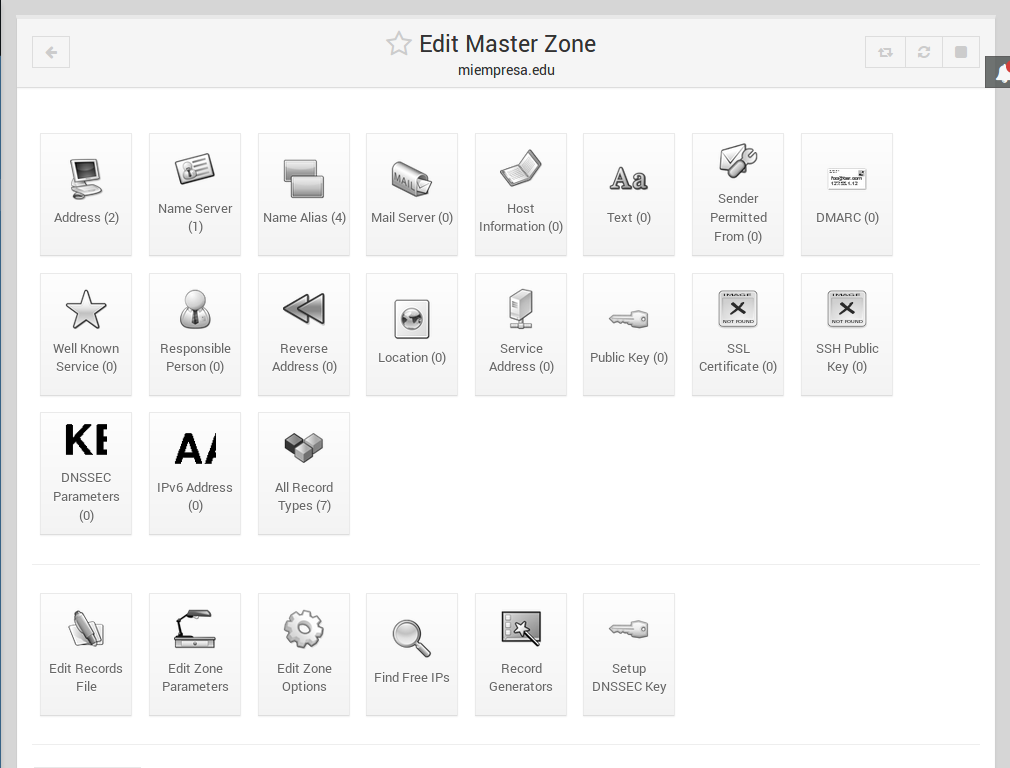 Edit Master Zone
miempresa.edu
MAIL
Aa
Address (2)
Name Server
(1)
Name Alias (4)
Mail Server (0)
Host
Information (0)
Text (0)
Sender
Permitted
From (0)
DMARC (0)
IMAGE
NOT FOUND
IMAGE
NOT FOUND
Well Known
Service (0)
Responsible
Person (0)
Reverse
Address (0)
Location (0)
Service
Address (0)
Public Key (0)
SSL
Certificate (0)
SSH Public
Key (0)
KE
AA
DNSSEC
Parameters
(0)
IPv6 Address
(0)
All Record
Types (7)
Edit Records
File
Edit Zone
Parameters
Edit Zone
Options
Find Free IPs
Record
Generators
Setup
DNSSEC Key